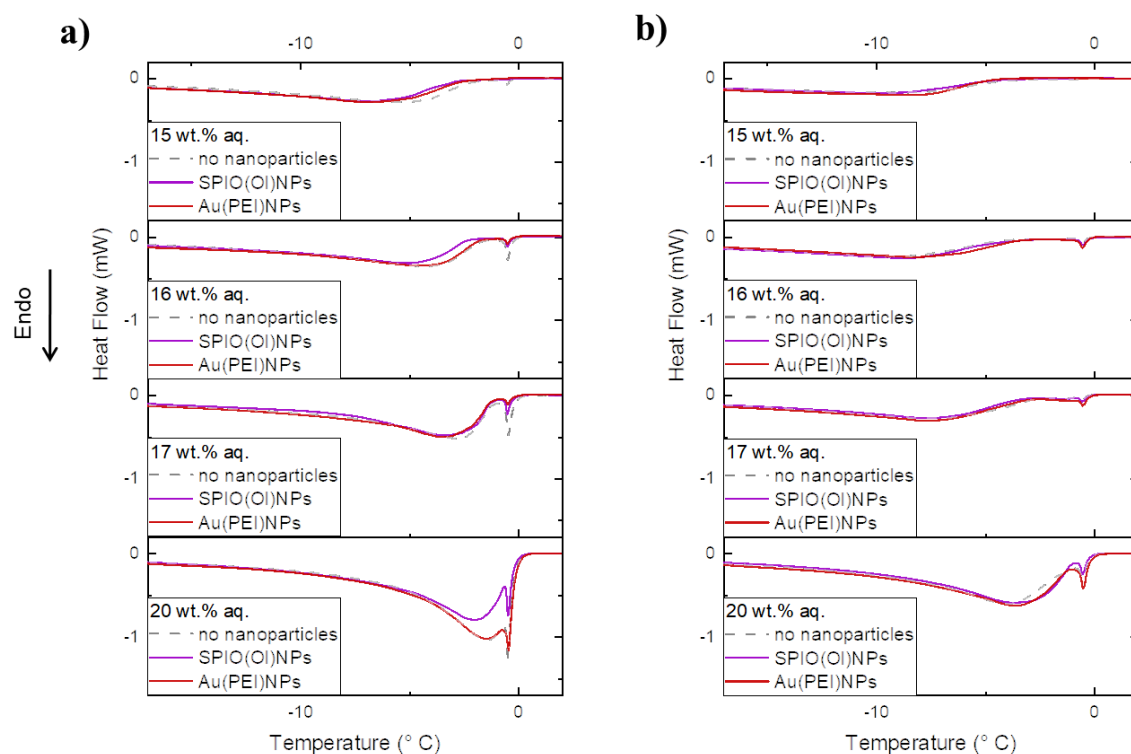 a)
-10
0
0
15 wt.% aq.
no nanoparticles
SPIO(Ol)NPs
Au(PEI)NPs
-1
0
16 wt.% aq.
no nanoparticles
SPIO(Ol)NPs
Au(PEI)NPs
-1
0
17 wt.% aq.
no nanoparticles
SPIO(Ol)NPs
Au(PEI)NPs
-1
0
20 wt.% aq.
no nanoparticles
SPIO(Ol)NPs
Au(PEI)NPs
-1
-10
0
Temperature (° C)
Heat Flow (mW)
Endo
b)
-10
0
0
15 wt.% aq.
no nanoparticles
SPIO(Ol)NPs
Au(PEI)NPs
-1
0
16 wt.% aq.
no nanoparticles
SPIO(Ol)NPs
Au(PEI)NPs
-1
0
17 wt.% aq.
no nanoparticles
SPIO(Ol)NPs
Au(PEI)NPs
-1
0
20 wt.% aq.
no nanoparticles
SPIO(Ol)NPs
Au(PEI)NPs
-1
-10
0
Temperature (° C)
Heat Flow (mW)